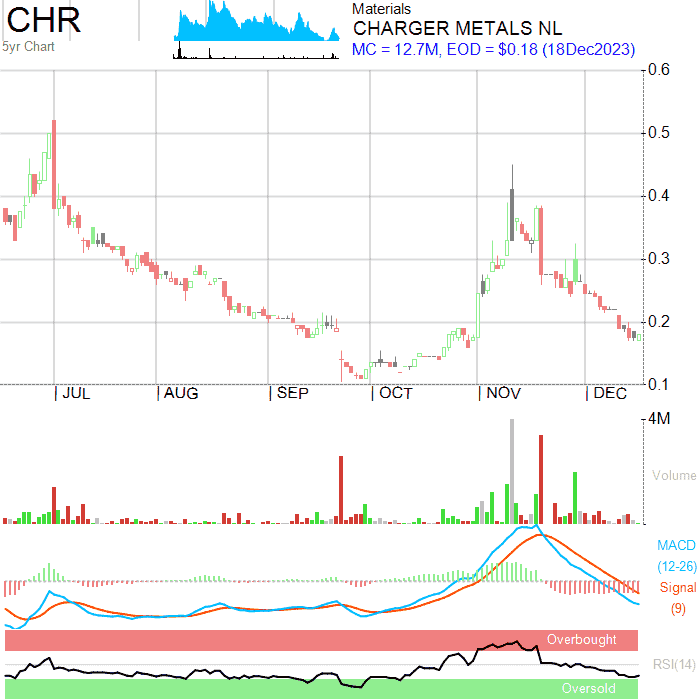 CHR
5yr Chart
Materials
CHARGER METALS NL
MC = 12.7M, EOD = $0.18 (18Dec2023)
0.6
0.5
0.4
0.3
0.2
0.1
JUL AUG SEP OCT NOV DEC
4M
Volume
MACD
(12-26)
Signal
(9)
Overbought
RSI(14)
Oversold